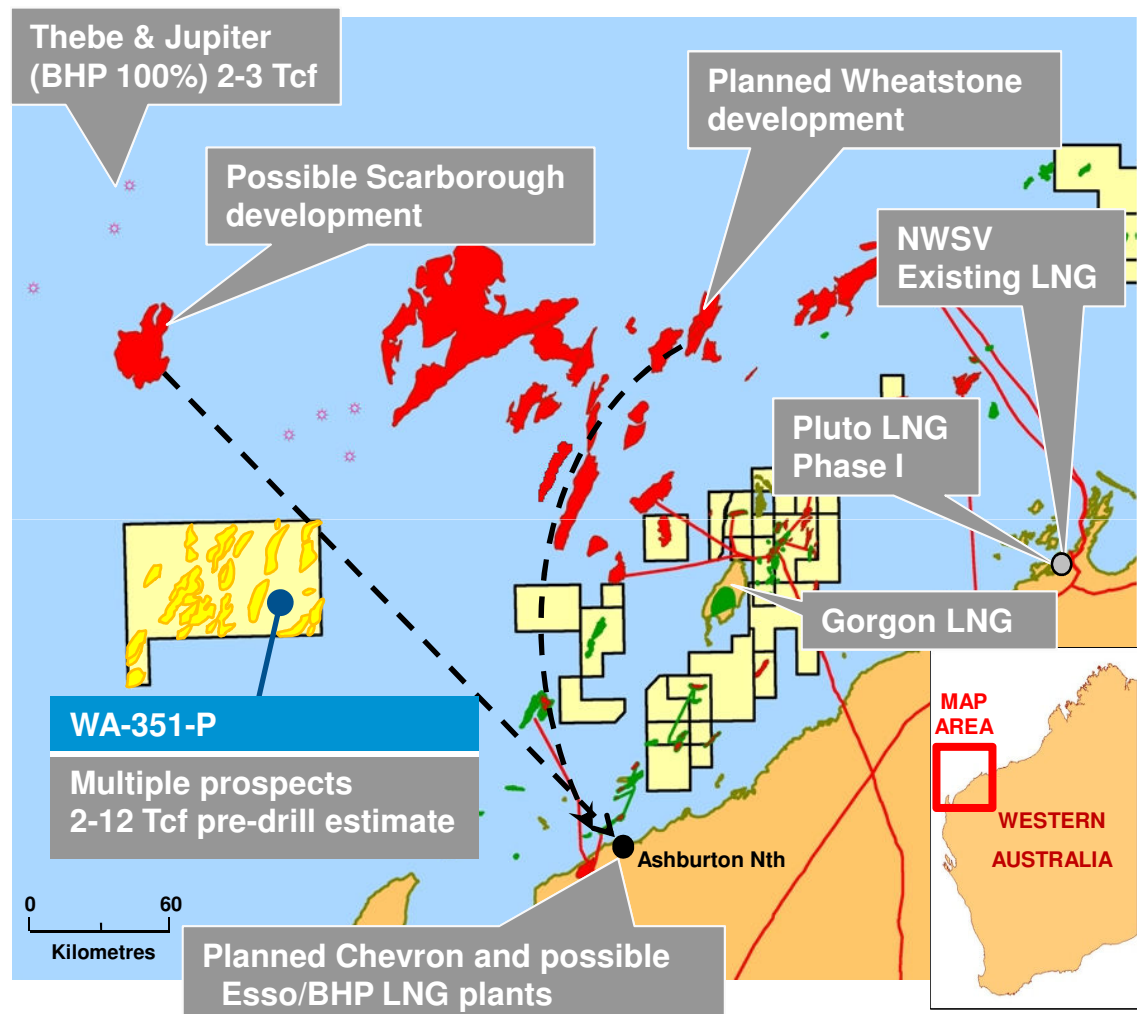 Thebe & Jupiter
(BHP 100%) 2-3 Tcf
Planned Wheatstone
development
Possible Scarborough
development
NWSV
Existing LNG
Pluto LNG
Phase I
Gorgon LNG
WA-351-P
Multiple prospects
2-12 Tcf pre-drill estimate
MAP
AREA
WESTERN
AUSTRALIA
Ashburton Nth
0 60
Kilometres
Planned Chevron and possible
Esso/BHP LNG plants